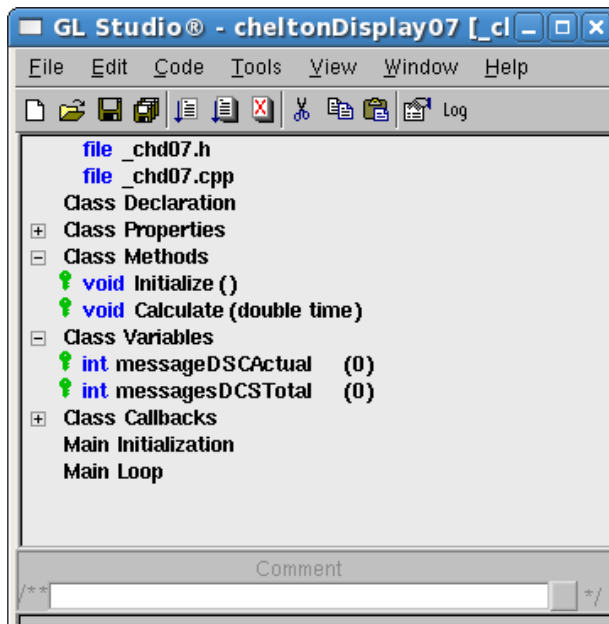 GL Studio® - cheltonDisplay07 [_cl
File Edit Code Tools View Window Help
Log
file _chd07.h
file _chd07.cpp
Class Declaration
Class Properties
Class Methods
void Initialize ()
void Calculate (double time)
Class Variables
int messageDSCActual (0)
int messagesDCSTotal (0)
Class Callbacks
Main Initialization
Main Loop
Comment
/** */